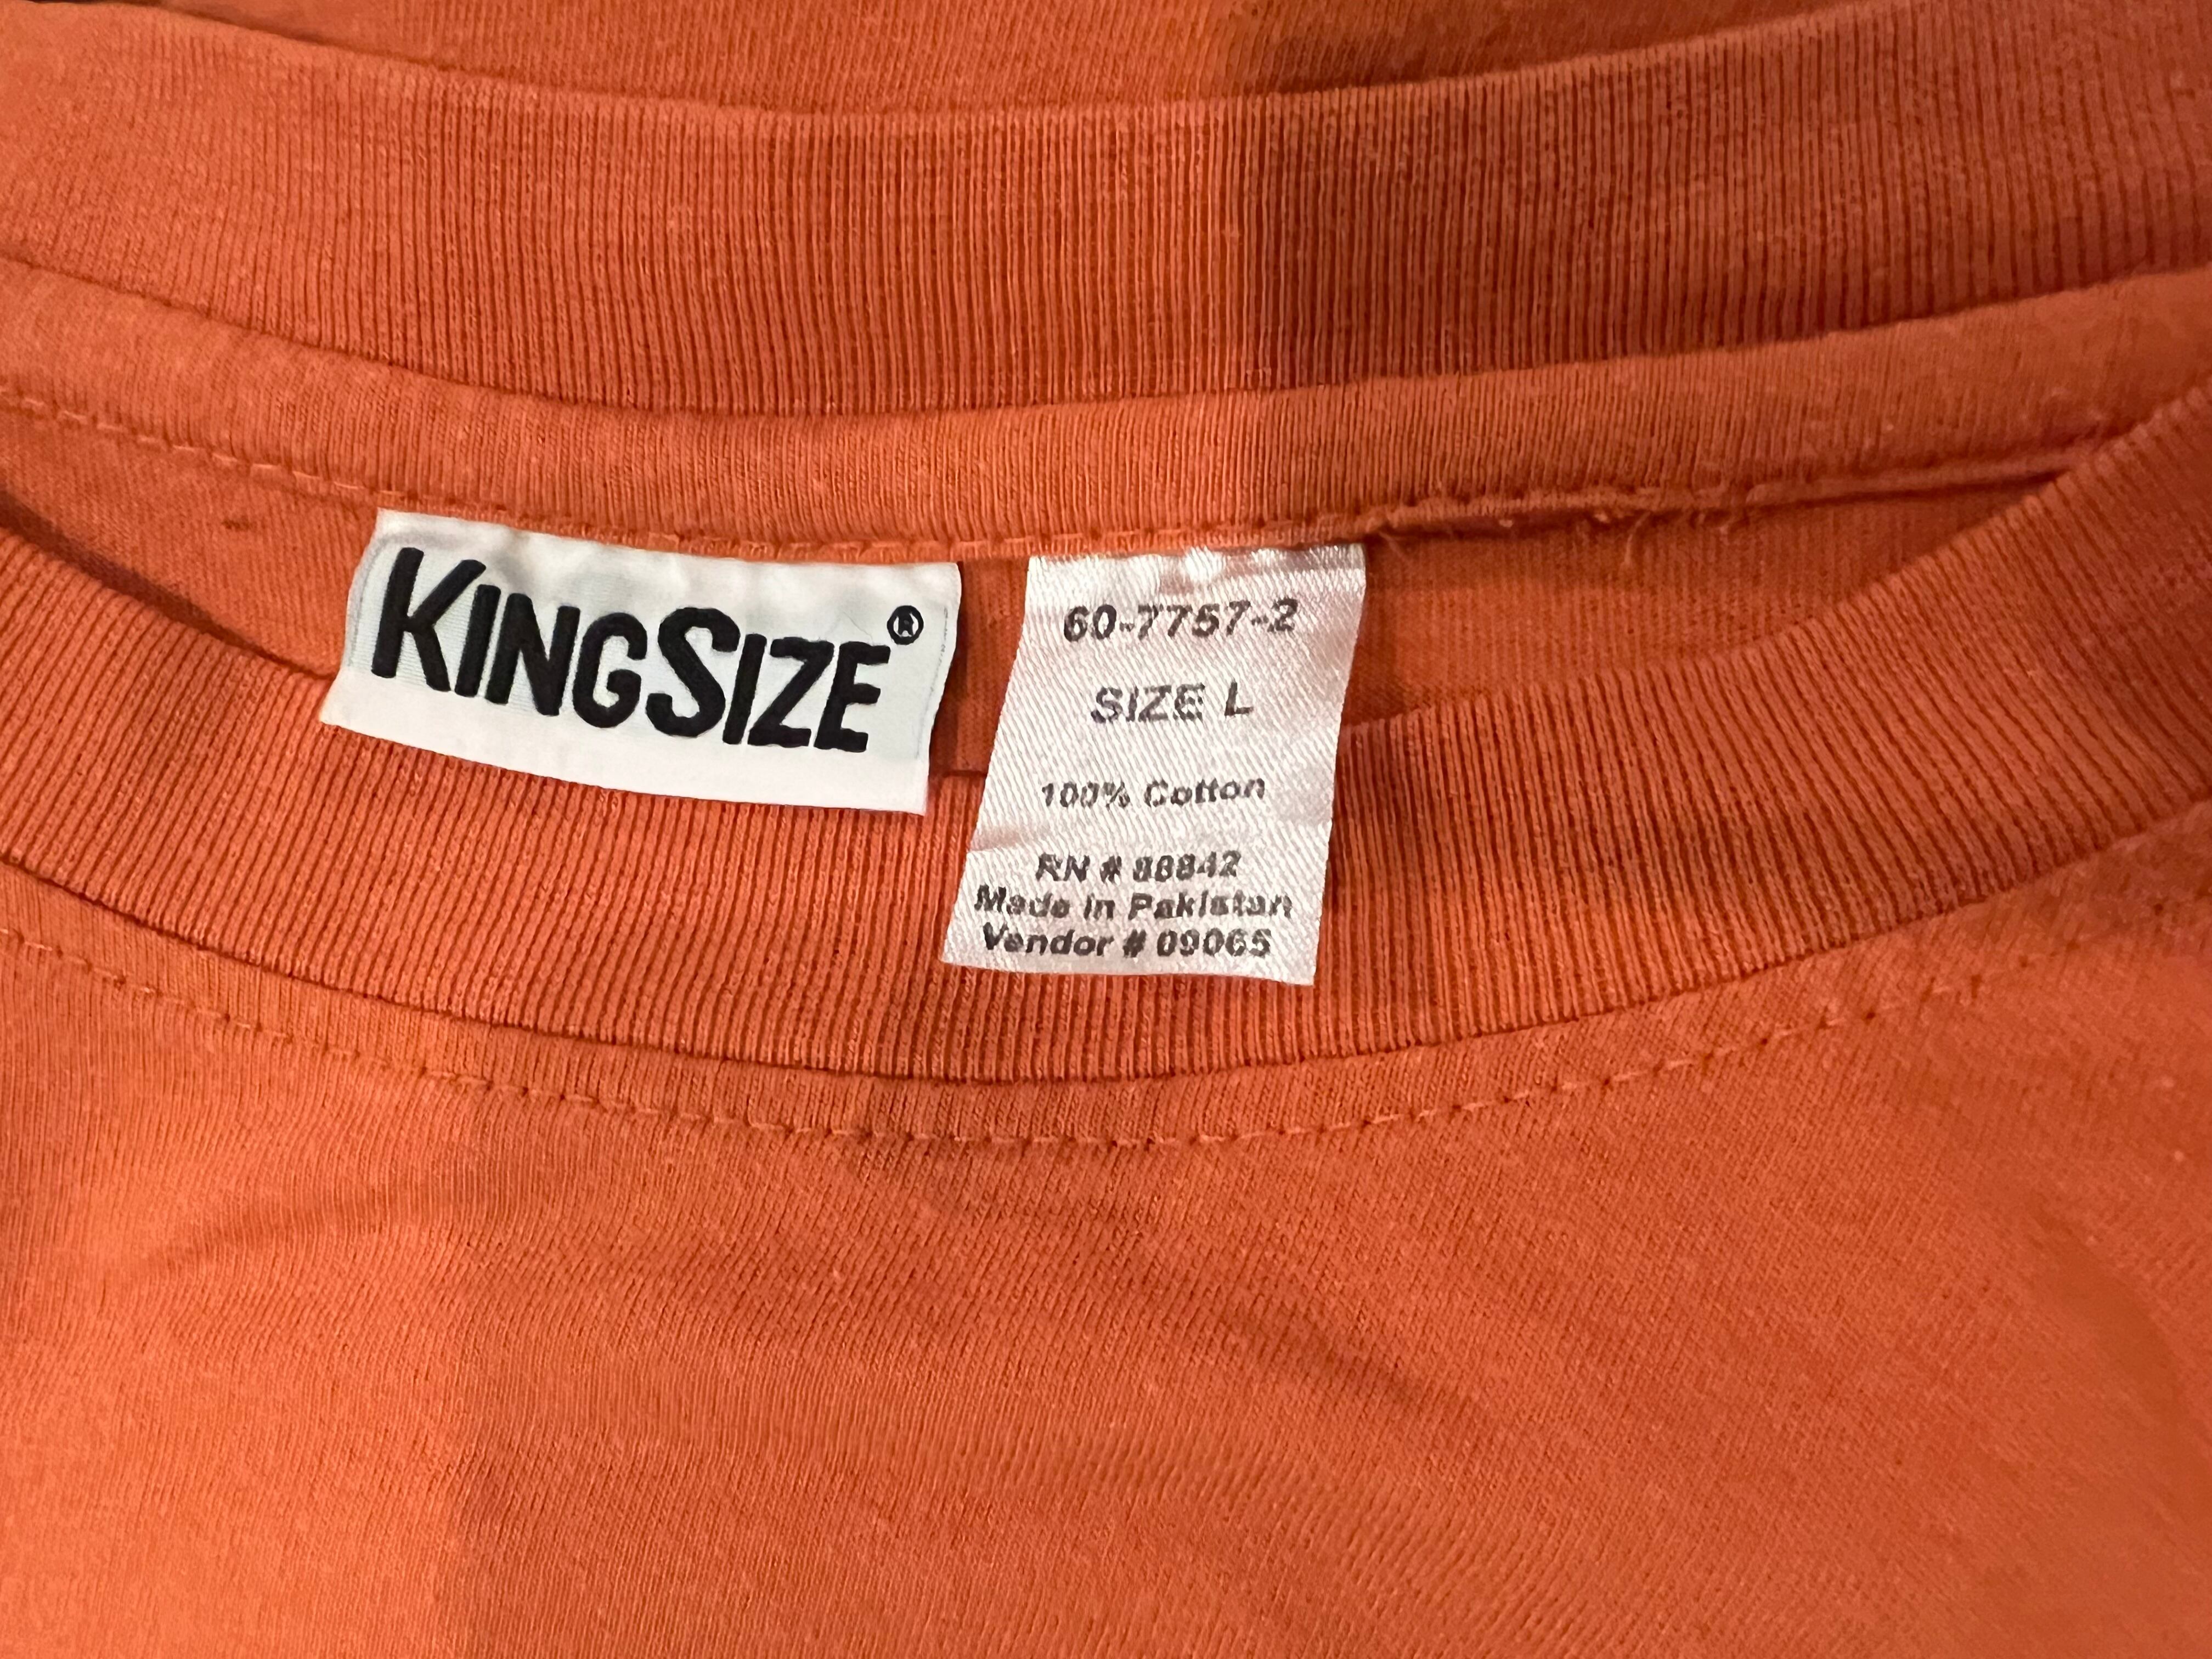 KINGSIZE®
60-7757-2
SIZE L
100% Cotton
RN # 88842
Made in Pakistan
Vendor # 09065